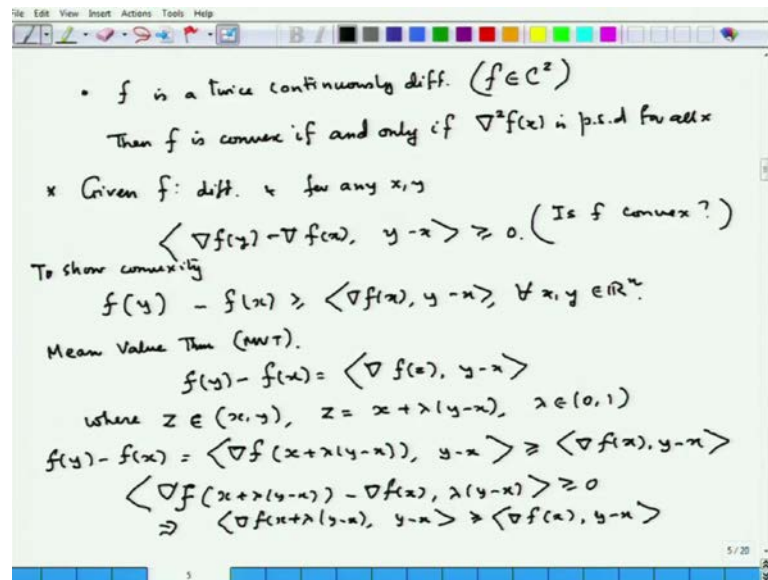 File Edit View Insert Actions Tools Help
B I
• f is a twice continuously diff. (f ∈ C²)
Then f is convex if and only if ∇²f(x) is p.s.d for all x
* Given f: diff. & for any x, y
⟨∇f(y) - ∇f(x), y - x⟩ ≥ 0. (Is f convex?)
To show convexity
f(y) - f(x) ≥ ⟨∇f(x), y - x⟩, ∀ x, y ∈ ℝⁿ.
Mean Value Thm (MVT).
f(y) - f(x) = ⟨∇f(z), y - x⟩
where z ∈ (x, y), z = x + λ(y - x), λ ∈ (0, 1)
f(y) - f(x) = ⟨∇f(x + λ(y - x)), y - x⟩ ≥ ⟨∇f(x), y - x⟩
⟨∇f(x + λ(y - x)) - ∇f(x), λ(y - x)⟩ ≥ 0
⇒ ⟨∇f(x + λ(y - x), y - x⟩ ≥ ⟨∇f(x), y - x⟩
5 / 20
5